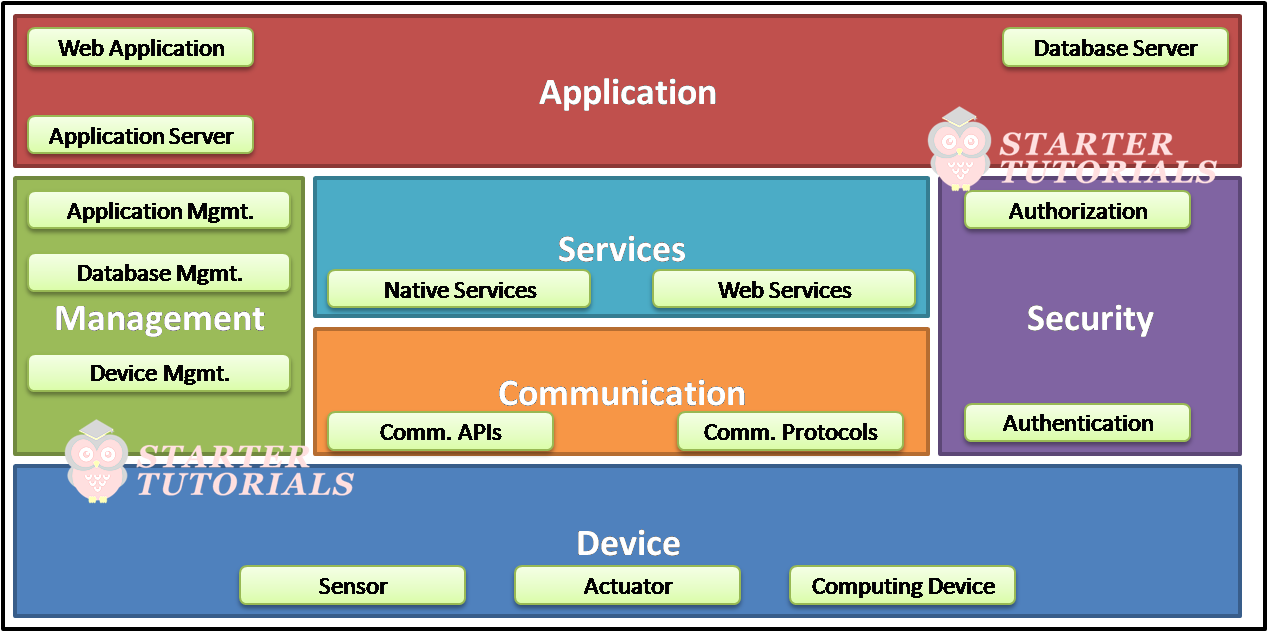 Web Application
Database Server
Application
Application Server
STARTER
TUTORIALS
Application Mgmt.
Database Mgmt.
Management
Device Mgmt.
Services
Native Services
Web Services
Communication
Comm. APIs
Comm. Protocols
Authorization
Security
Authentication
STARTER
TUTORIALS
Device
Sensor
Actuator
Computing Device